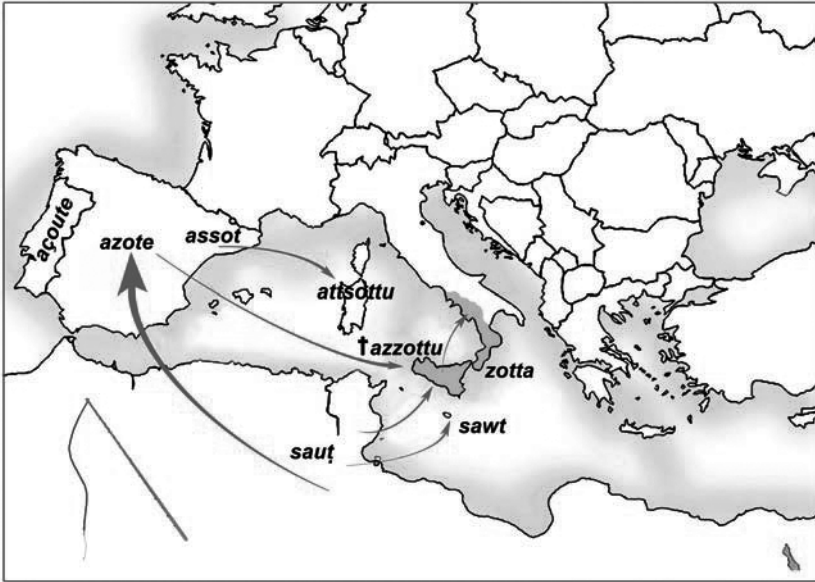 açoute
azote
assot
attsottu
†azzottu
zotta
sauṭ
sawt